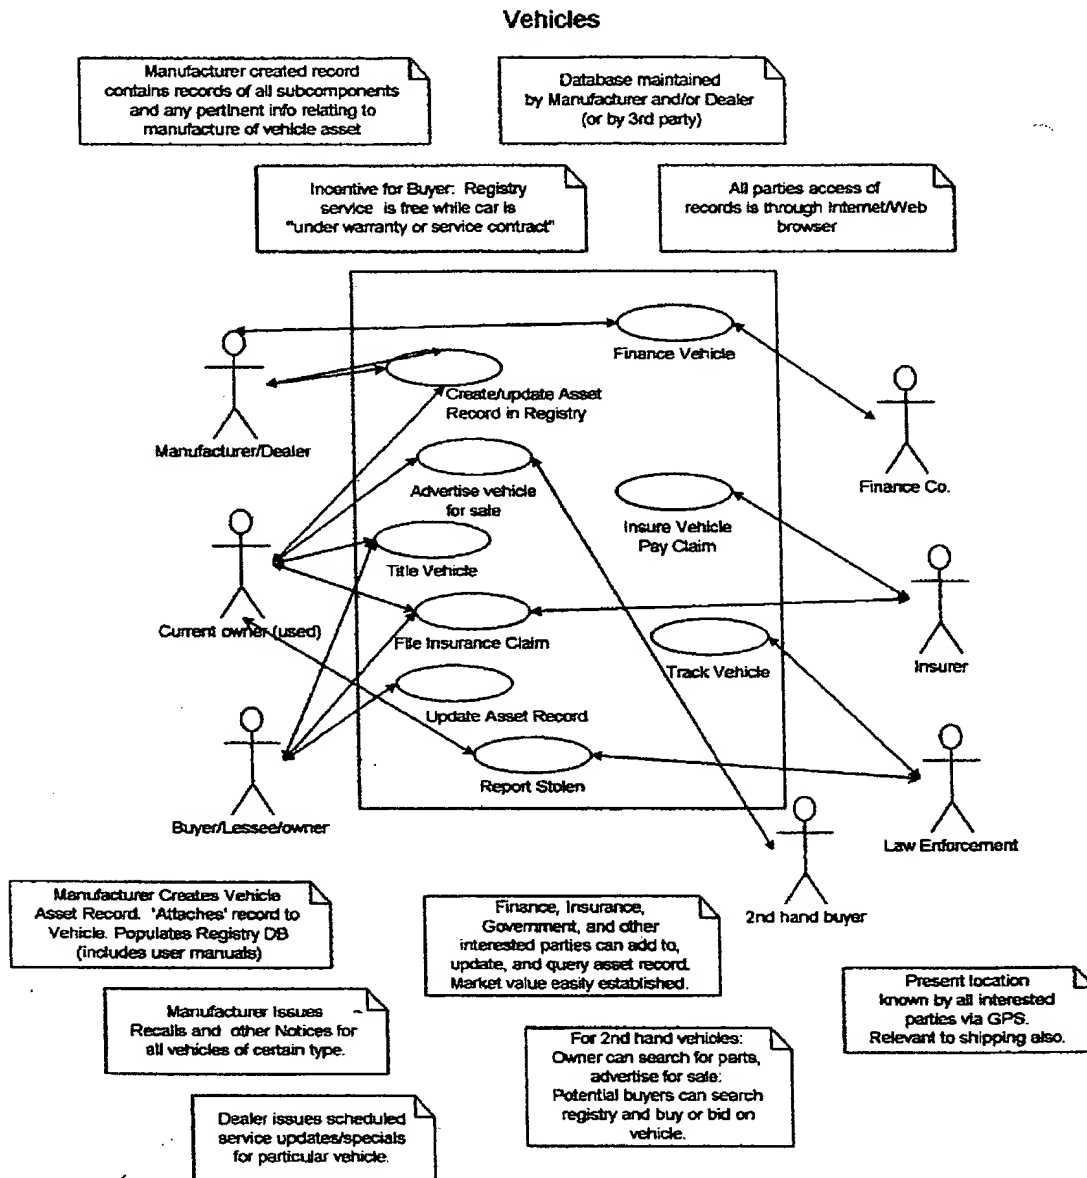 Vehicles
Manufacturer created record
contains records of all subcomponents
and any pertinent info relating to
manufacture of vehicle asset
Database maintained
by Manufacturer and/or Dealer
(or by 3rd party)
Incentive for Buyer: Registry
service is free while car is
"under warranty or service contract"
All parties access of
records is through Internet/Web
browser
Finance Vehicle
Create/update Asset
Record in Registry
Manufacturer/Dealer
Finance Co.
Advertise vehicle
for sale
Insure Vehicle
Pay Claim
Title Vehicle
Current owner (used)
File Insurance Claim
Track Vehicle
Insurer
Update Asset Record
Report Stolen
Buyer/Lessee/owner
Law Enforcement
2nd hand buyer
Manufacturer Creates Vehicle
Asset Record. 'Attaches' record to
Vehicle. Populates Registry DB
(includes user manuals)
Finance, Insurance,
Government, and other
interested parties can add to,
update, and query asset record.
Market value easily established.
Present location
known by all interested
parties via GPS.
Relevant to shipping also.
Manufacturer Issues
Recalls and other Notices for
all vehicles of certain type.
For 2nd hand vehicles:
Owner can search for parts,
advertise for sale:
Potential buyers can search
registry and buy or bid on
vehicle.
Dealer issues scheduled
service updates/specials
for particular vehicle.